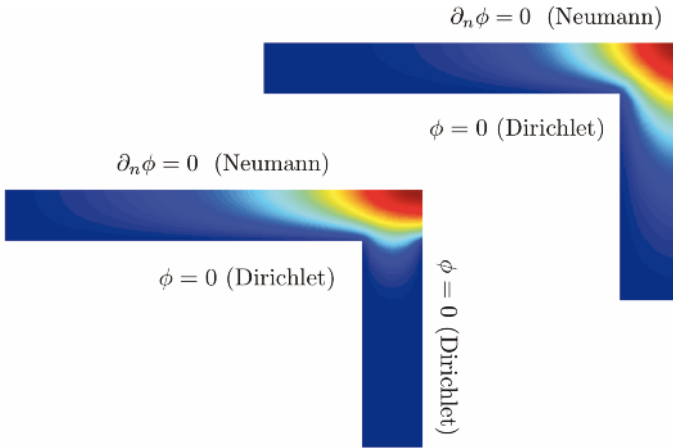 ∂ₙϕ = 0 (Neumann)
ϕ = 0 (Dirichlet)
∂ₙϕ = 0 (Neumann)
ϕ = 0 (Dirichlet)
ϕ = 0 (Dirichlet)